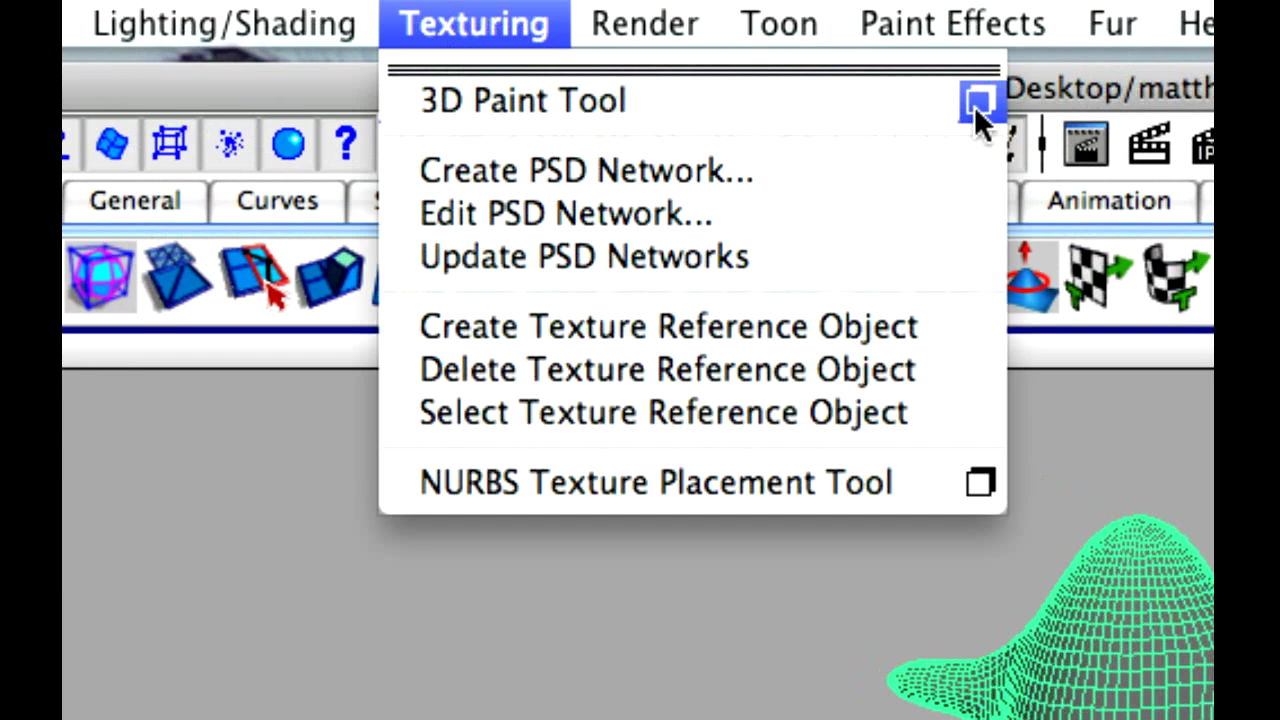 Lighting/Shading Texturing Render Toon Paint Effects Fur He
3D Paint Tool
Desktop/matth
Create PSD Network...
Edit PSD Network...
Update PSD Networks
General Curves Animation
Create Texture Reference Object
Delete Texture Reference Object
Select Texture Reference Object
NURBS Texture Placement Tool